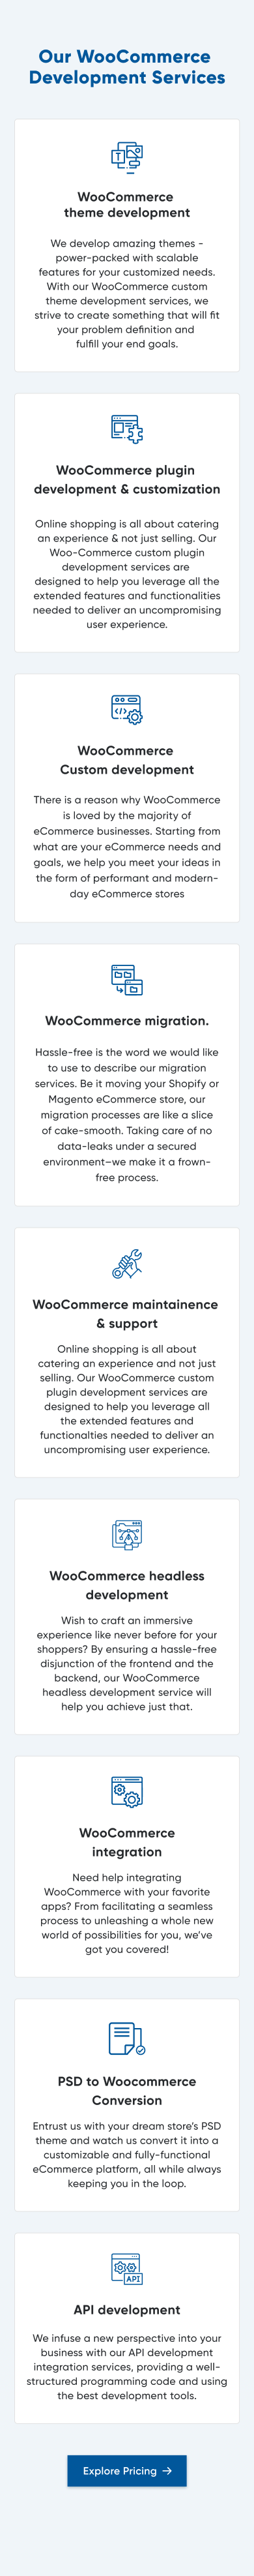 Our WooCommerce
Development Services
T
WooCommerce
theme development
We develop amazing themes -
power-packed with scalable
features for your customized needs.
With our WooCommerce custom
theme development services, we
strive to create something that will fit
your problem definition and
fulfill your end goals.
WooCommerce plugin
development & customization
Online shopping is all about catering
an experience & not just selling. Our
Woo-Commerce custom plugin
development services are
designed to help you leverage all the
extended features and functionalities
needed to deliver an uncompromising
user experience.
</>
WooCommerce
Custom development
There is a reason why WooCommerce
is loved by the majority of
eCommerce businesses. Starting from
what are your eCommerce needs and
goals, we help you meet your ideas in
the form of performant and modern-
day eCommerce stores
WooCommerce migration.
Hassle-free is the word we would like
to use to describe our migration
services. Be it moving your Shopify or
Magento eCommerce store, our
migration processes are like a slice
of cake-smooth. Taking care of no
data-leaks under a secured
environment–we make it a frown-
free process.
WooCommerce maintainence
& support
Online shopping is all about
catering an experience and not just
selling. Our WooCommerce custom
plugin development services are
designed to help you leverage all
the extended features and
functionalties needed to deliver an
uncompromising user experience.
WooCommerce headless
development
Wish to craft an immersive
experience like never before for your
shoppers? By ensuring a hassle-free
disjunction of the frontend and the
backend, our WooCommerce
headless development service will
help you achieve just that.
WooCommerce
integration
Need help integrating
WooCommerce with your favorite
apps? From facilitating a seamless
process to unleashing a whole new
world of possibilities for you, we've
got you covered!
PSD to Woocommerce
Conversion
Entrust us with your dream store's PSD
theme and watch us convert it into a
customizable and fully-functional
eCommerce platform, all while always
keeping you in the loop.
API
API development
We infuse a new perspective into your
business with our API development
integration services, providing a well-
structured programming code and using
the best development tools.
Explore Pricing →